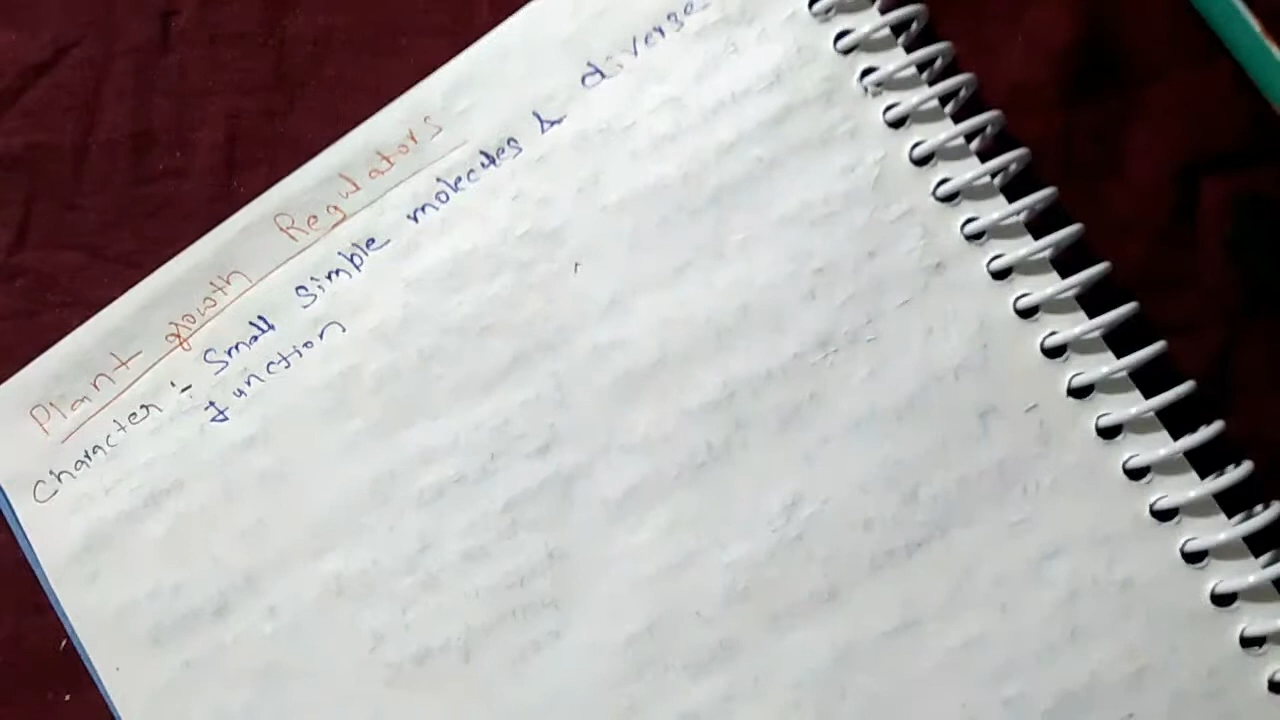 Plant growth Regulators
Character :- Small simple molecules & diverse
function